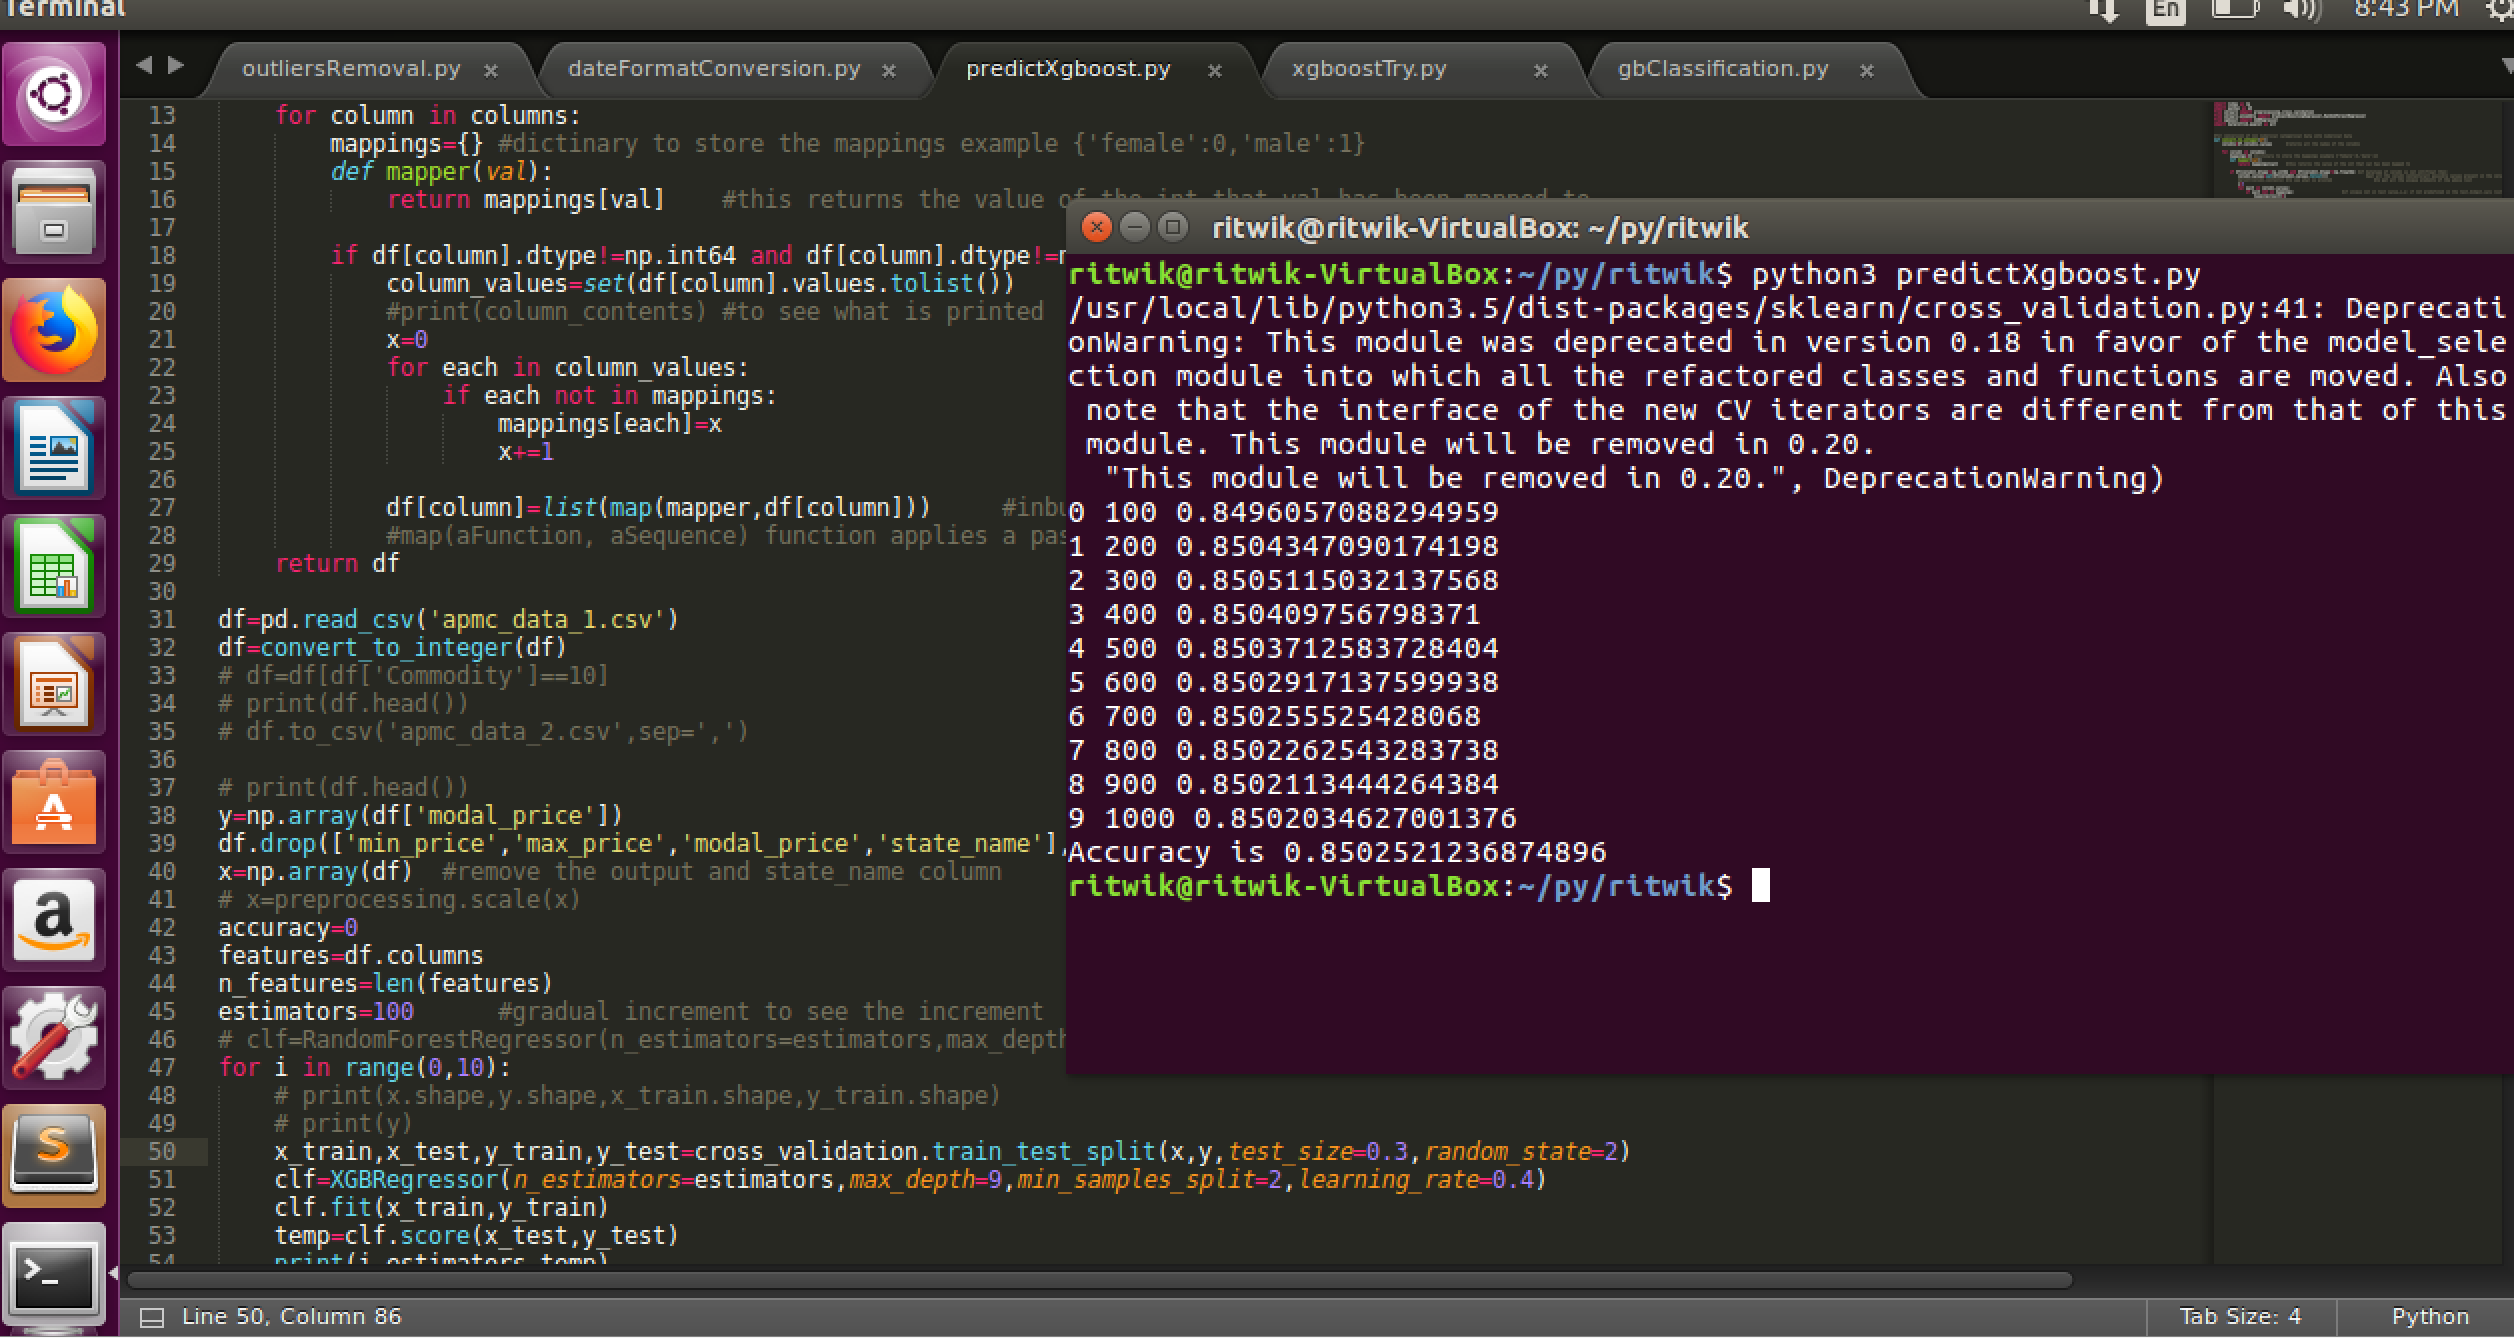 Terminal
En
8:43 PM
outliersRemoval.py
dateFormatConversion.py
predictXgboost.py
xgboostTry.py
gbClassification.py
13 for column in columns:
14 mappings={} #dictinary to store the mappings example {'female':0,'male':1}
15 def mapper(val):
16 return mappings[val] #this returns the value of the int that val has been mapped to
17
18 if df[column].dtype!=np.int64 and df[column].dtype!=
19 column_values=set(df[column].values.tolist())
20 #print(column_contents) #to see what is printed
21 x=0
22 for each in column_values:
23 if each not in mappings:
24 mappings[each]=x
25 x+=1
26
27 df[column]=list(map(mapper,df[column])) #inbu
28 #map(aFunction, aSequence) function applies a pas
29 return df
30
31 df=pd.read_csv('apmc_data_1.csv')
32 df=convert_to_integer(df)
33 # df=df[df['Commodity']==10]
34 # print(df.head())
35 # df.to_csv('apmc_data_2.csv',sep=',')
36
37 # print(df.head())
38 y=np.array(df['modal_price'])
39 df.drop(['min_price','max_price','modal_price','state_name'],
40 x=np.array(df) #remove the output and state_name column
41 # x=preprocessing.scale(x)
42 accuracy=0
43 features=df.columns
44 n_features=len(features)
45 estimators=100 #gradual increment to see the increment
46 # clf=RandomForestRegressor(n_estimators=estimators,max_depth
47 for i in range(0,10):
48 # print(x.shape,y.shape,x_train.shape,y_train.shape)
49 # print(y)
50 x_train,x_test,y_train,y_test=cross_validation.train_test_split(x,y,test_size=0.3,random_state=2)
51 clf=XGBRegressor(n_estimators=estimators,max_depth=9,min_samples_split=2,learning_rate=0.4)
52 clf.fit(x_train,y_train)
53 temp=clf.score(x_test,y_test)
54 print(i,estimators,temp)
ritwik@ritwik-VirtualBox: ~/py/ritwik
ritwik@ritwik-VirtualBox:~/py/ritwik$ python3 predictXgboost.py
/usr/local/lib/python3.5/dist-packages/sklearn/cross_validation.py:41: Deprecati
onWarning: This module was deprecated in version 0.18 in favor of the model_sele
ction module into which all the refactored classes and functions are moved. Also
note that the interface of the new CV iterators are different from that of this
module. This module will be removed in 0.20.
"This module will be removed in 0.20.", DeprecationWarning)
0 100 0.8496057088294959
1 200 0.8504347090174198
2 300 0.8505115032137568
3 400 0.850409756798371
4 500 0.8503712583728404
5 600 0.8502917137599938
6 700 0.850255525428068
7 800 0.8502262543283738
8 900 0.8502113444264384
9 1000 0.8502034627001376
Accuracy is 0.8502521236874896
ritwik@ritwik-VirtualBox:~/py/ritwik$
Line 50, Column 86
Tab Size: 4
Python